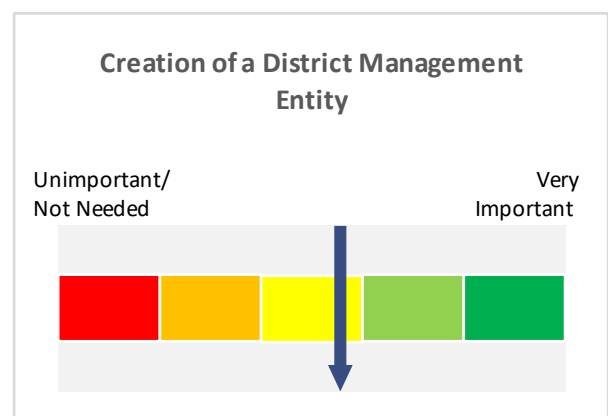 Creation of a District Management
Entity
Unimportant/
Not Needed
Very
Important